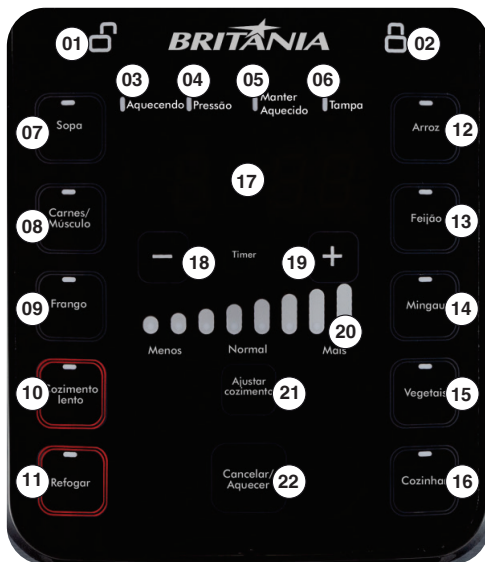 01
BRITÂNIA
02
03
04
05
06
Aquecendo
Pressão
Manter
Aquecido
Tampa
07
Sopa
Arroz
12
17
08
Carnes/
Músculo
Feijão
13
18
Timer
19
09
Frango
Mingau
14
20
Menos
Normal
Mais
10
Cozimento
lento
Ajustar
cozimento
21
Vegetais
15
11
Refogar
Cancelar/
Aquecer
22
Cozinhar
16